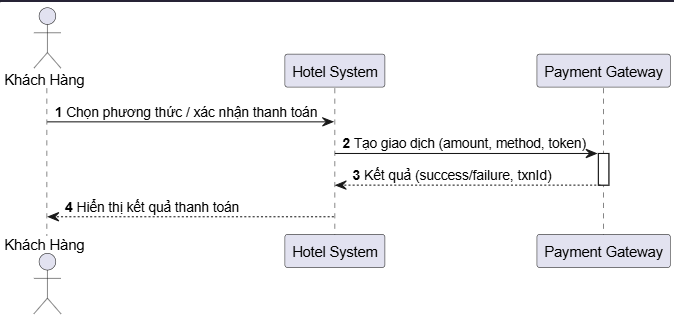 Khách Hàng
Hotel System
Payment Gateway
1 Chọn phương thức / xác nhận thanh toán
2 Tạo giao dịch (amount, method, token)
3 Kết quả (success/failure, txnId)
4 Hiển thị kết quả thanh toán
Khách Hàng
Hotel System
Payment Gateway